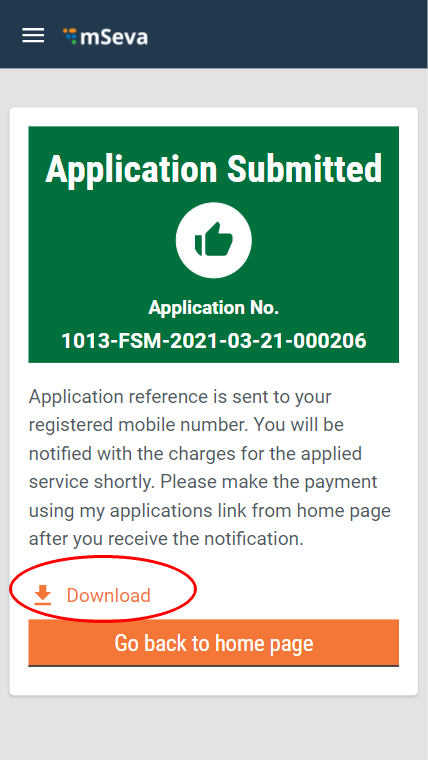 mSeva
Application Submitted
Application No.
1013-FSM-2021-03-21-000206
Application reference is sent to your
registered mobile number. You will be
notified with the charges for the applied
service shortly. Please make the payment
using my applications link from home page
after you receive the notification.
Download
Go back to home page